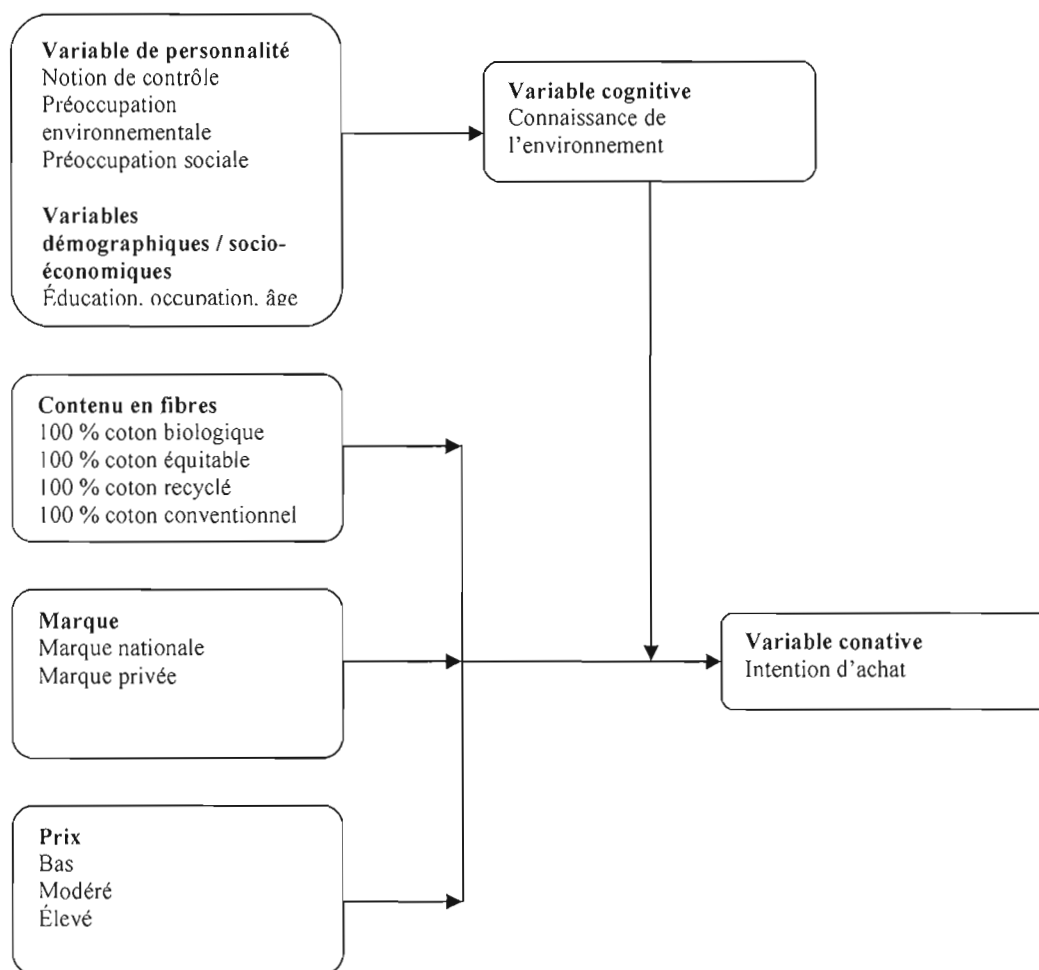 Variable de personnalité
Notion de contrôle
Préoccupation
environnementale
Préoccupation sociale
Variables
démographiques / socio-
économiques
Éducation, occupation, âge
Variable cognitive
Connaissance de
l'environnement
Contenu en fibres
100 % coton biologique
100 % coton équitable
100 % coton recyclé
100 % coton conventionnel
Marque
Marque nationale
Marque privée
Variable conative
Intention d'achat
Prix
Bas
Modéré
Élevé